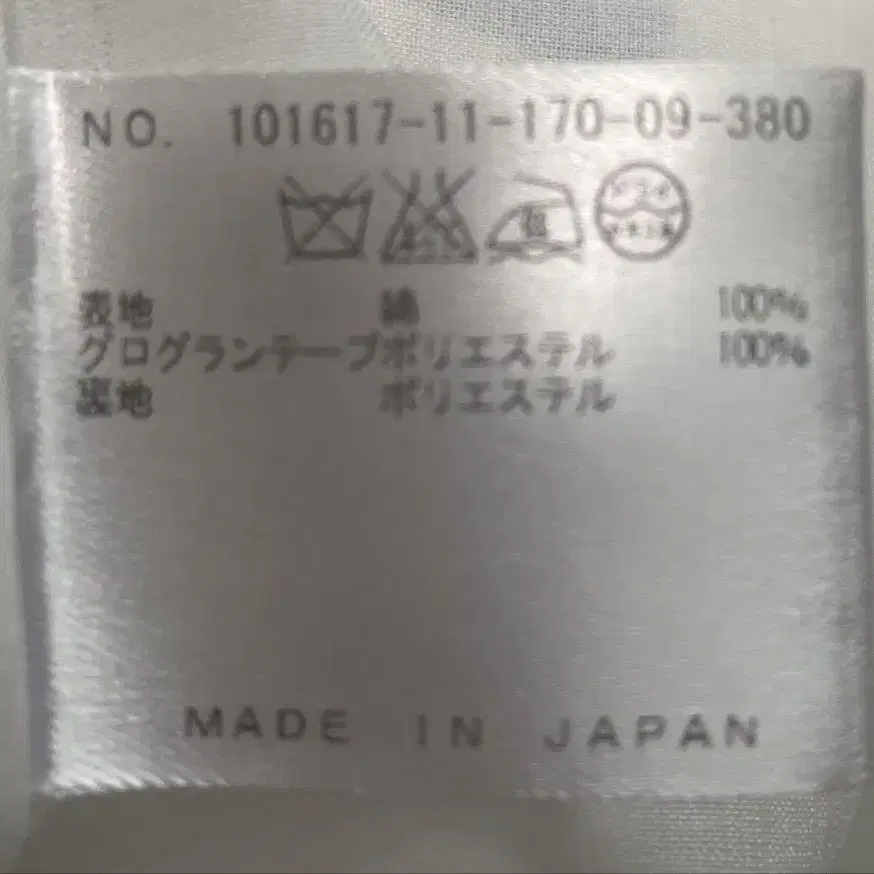 NO. 101617-11-170-09-380
表地 綿 100%
グログランテープポリエステル 100%
裏地 ポリエステル
MADE IN JAPAN